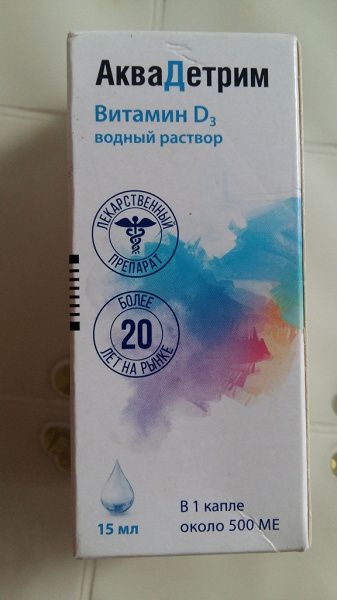 АкваДетрим
Витамин D₃
водный раствор
ЛЕКАРСТВЕННЫЙ
ПРЕПАРАТ
БОЛЕЕ
20
ЛЕТ НА РЫНКЕ
15 мл
В 1 капле
около 500 МЕ